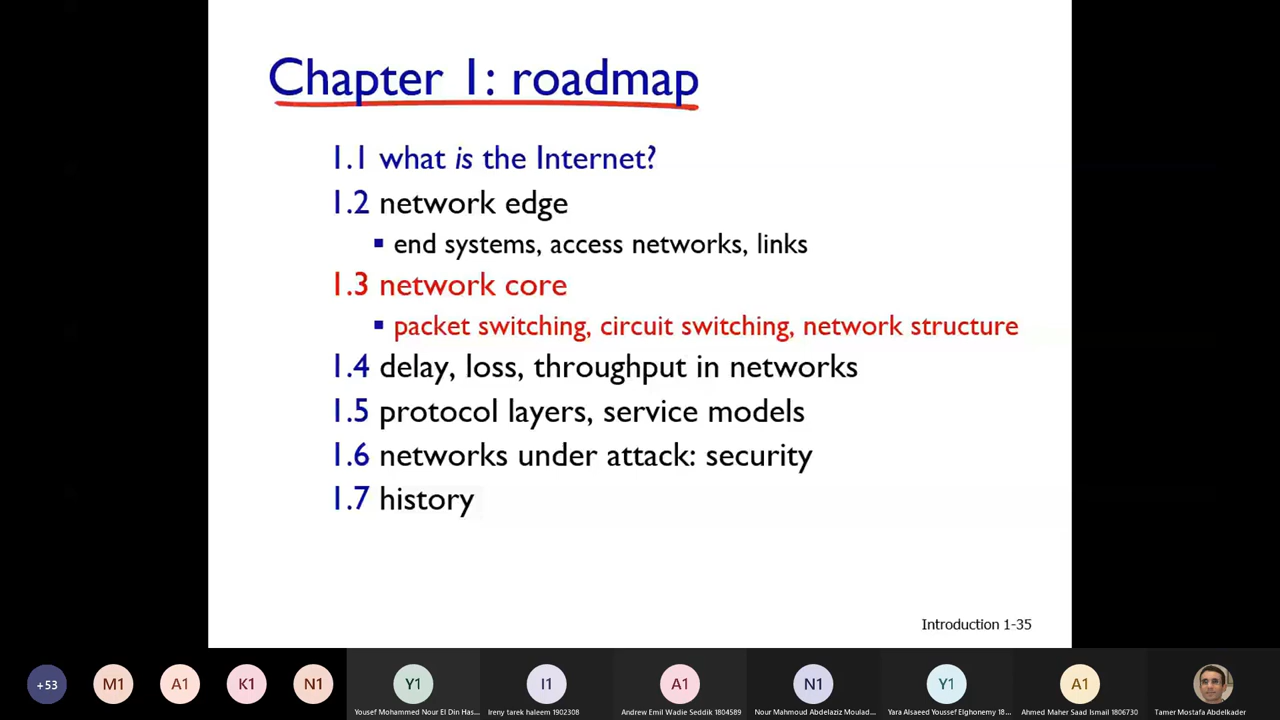 Chapter 1: roadmap
1.1 what is the Internet?
1.2 network edge
▪ end systems, access networks, links
1.3 network core
▪ packet switching, circuit switching, network structure
1.4 delay, loss, throughput in networks
1.5 protocol layers, service models
1.6 networks under attack: security
1.7 history
Introduction 1-35
+53 M1 A1 K1 N1 Y1 I1 A1 N1 Y1 A1
Yousef Mohammed Nour El Din Has... Ireny tarek haleem 1902308 Andrew Emil Wadie Seddik 1804589 Nour Mahmoud Abdelaziz Moulad... Yara Alsaeed Youssef Elghonemy 18... Ahmed Maher Saad Ismail 1806730 Tamer Mostafa Abdelkader